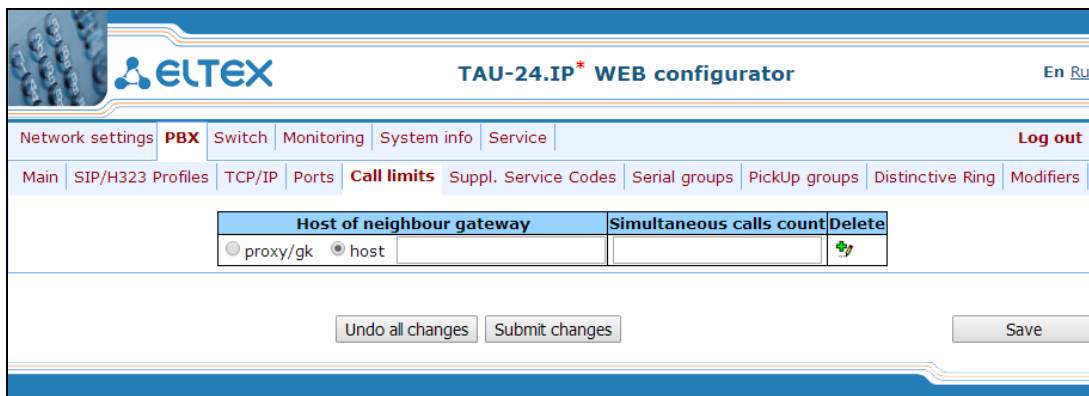 ELTEX TAU-24.IP* WEB configurator En Ru
Network settings PBX Switch Monitoring System info Service Log out
Main SIP/H323 Profiles TCP/IP Ports Call limits Suppl. Service Codes Serial groups PickUp groups Distinctive Ring Modifiers
Host of neighbour gateway Simultaneous calls count Delete
proxy/gk host
Undo all changes Submit changes Save